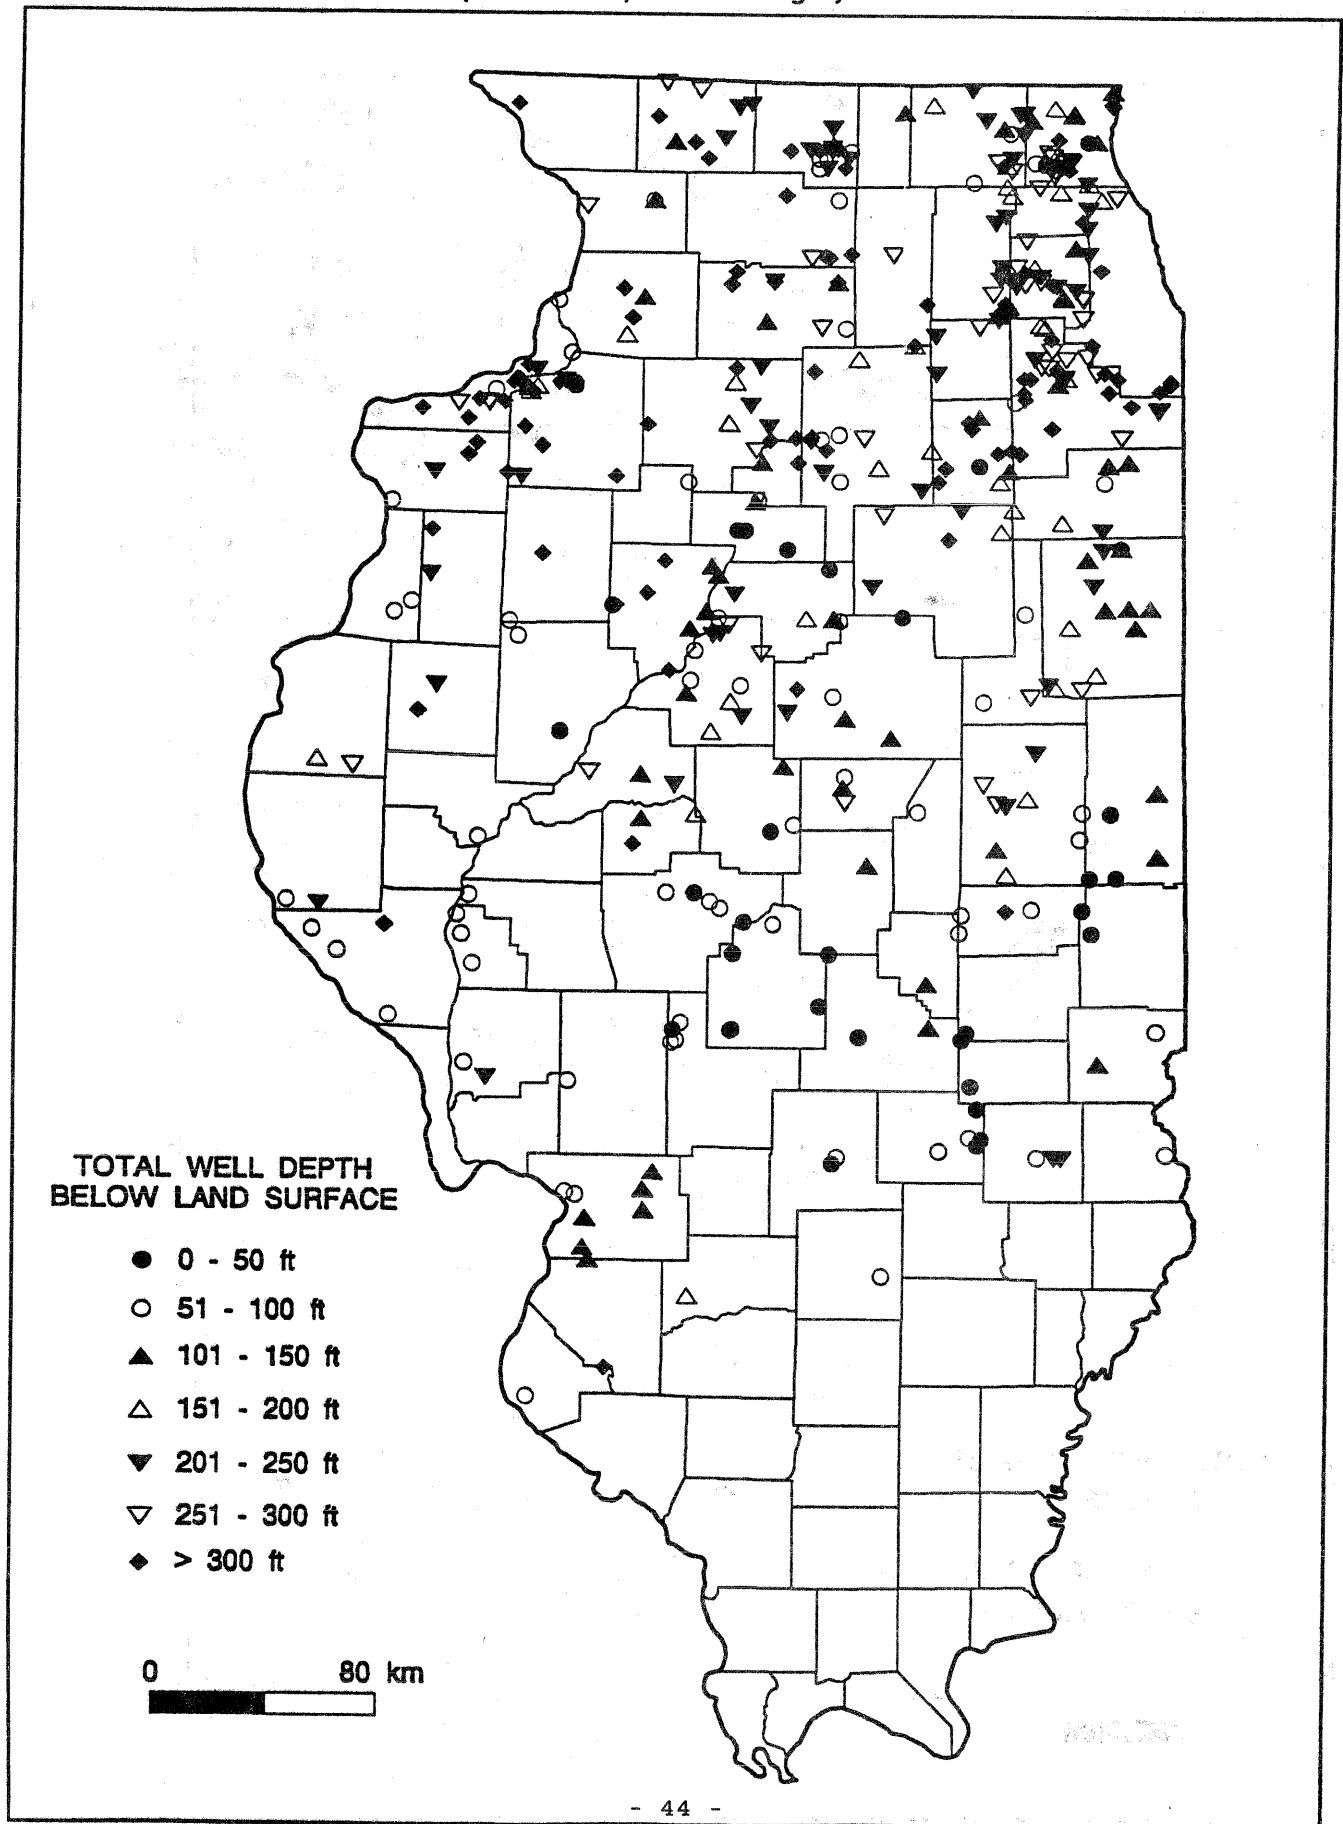 TOTAL WELL DEPTH
BELOW LAND SURFACE
0 - 50 ft
51 - 100 ft
101 - 150 ft
151 - 200 ft
201 - 250 ft
251 - 300 ft
> 300 ft
0 80 km
- 44 -